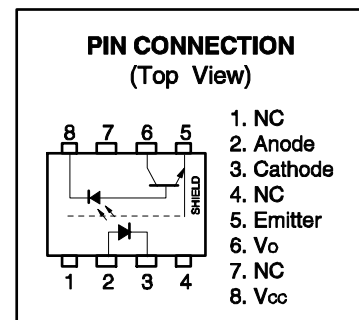 PIN CONNECTION
(Top View)
8 7 6 5
SHIELD
1 2 3 4
1. NC
2. Anode
3. Cathode
4. NC
5. Emitter
6. Vo
7. NC
8. Vcc